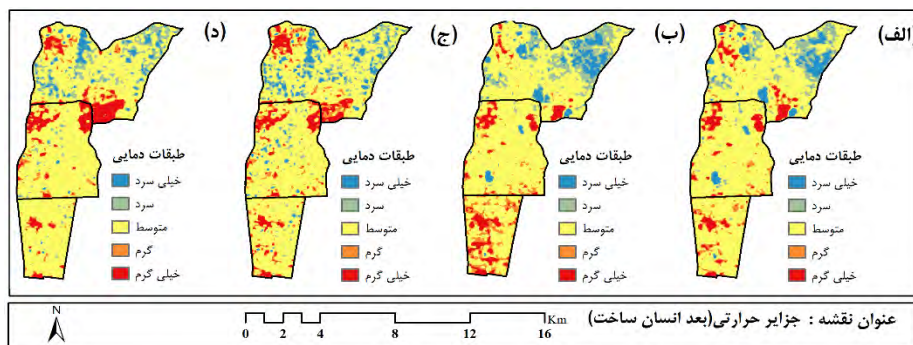 (الف)
(ب)
(ج)
(د)
طبقات دمایی
خیلی سرد
سرد
متوسط
گرم
خیلی گرم
طبقات دمایی
خیلی سرد
سرد
متوسط
گرم
خیلی گرم
طبقات دمایی
خیلی سرد
سرد
متوسط
گرم
خیلی گرم
طبقات دمایی
خیلی سرد
سرد
متوسط
گرم
خیلی گرم
عنوان نقشه : جزایر حرارتی(بعد انسان ساخت)
Km
0 2 4 8 12 16
N